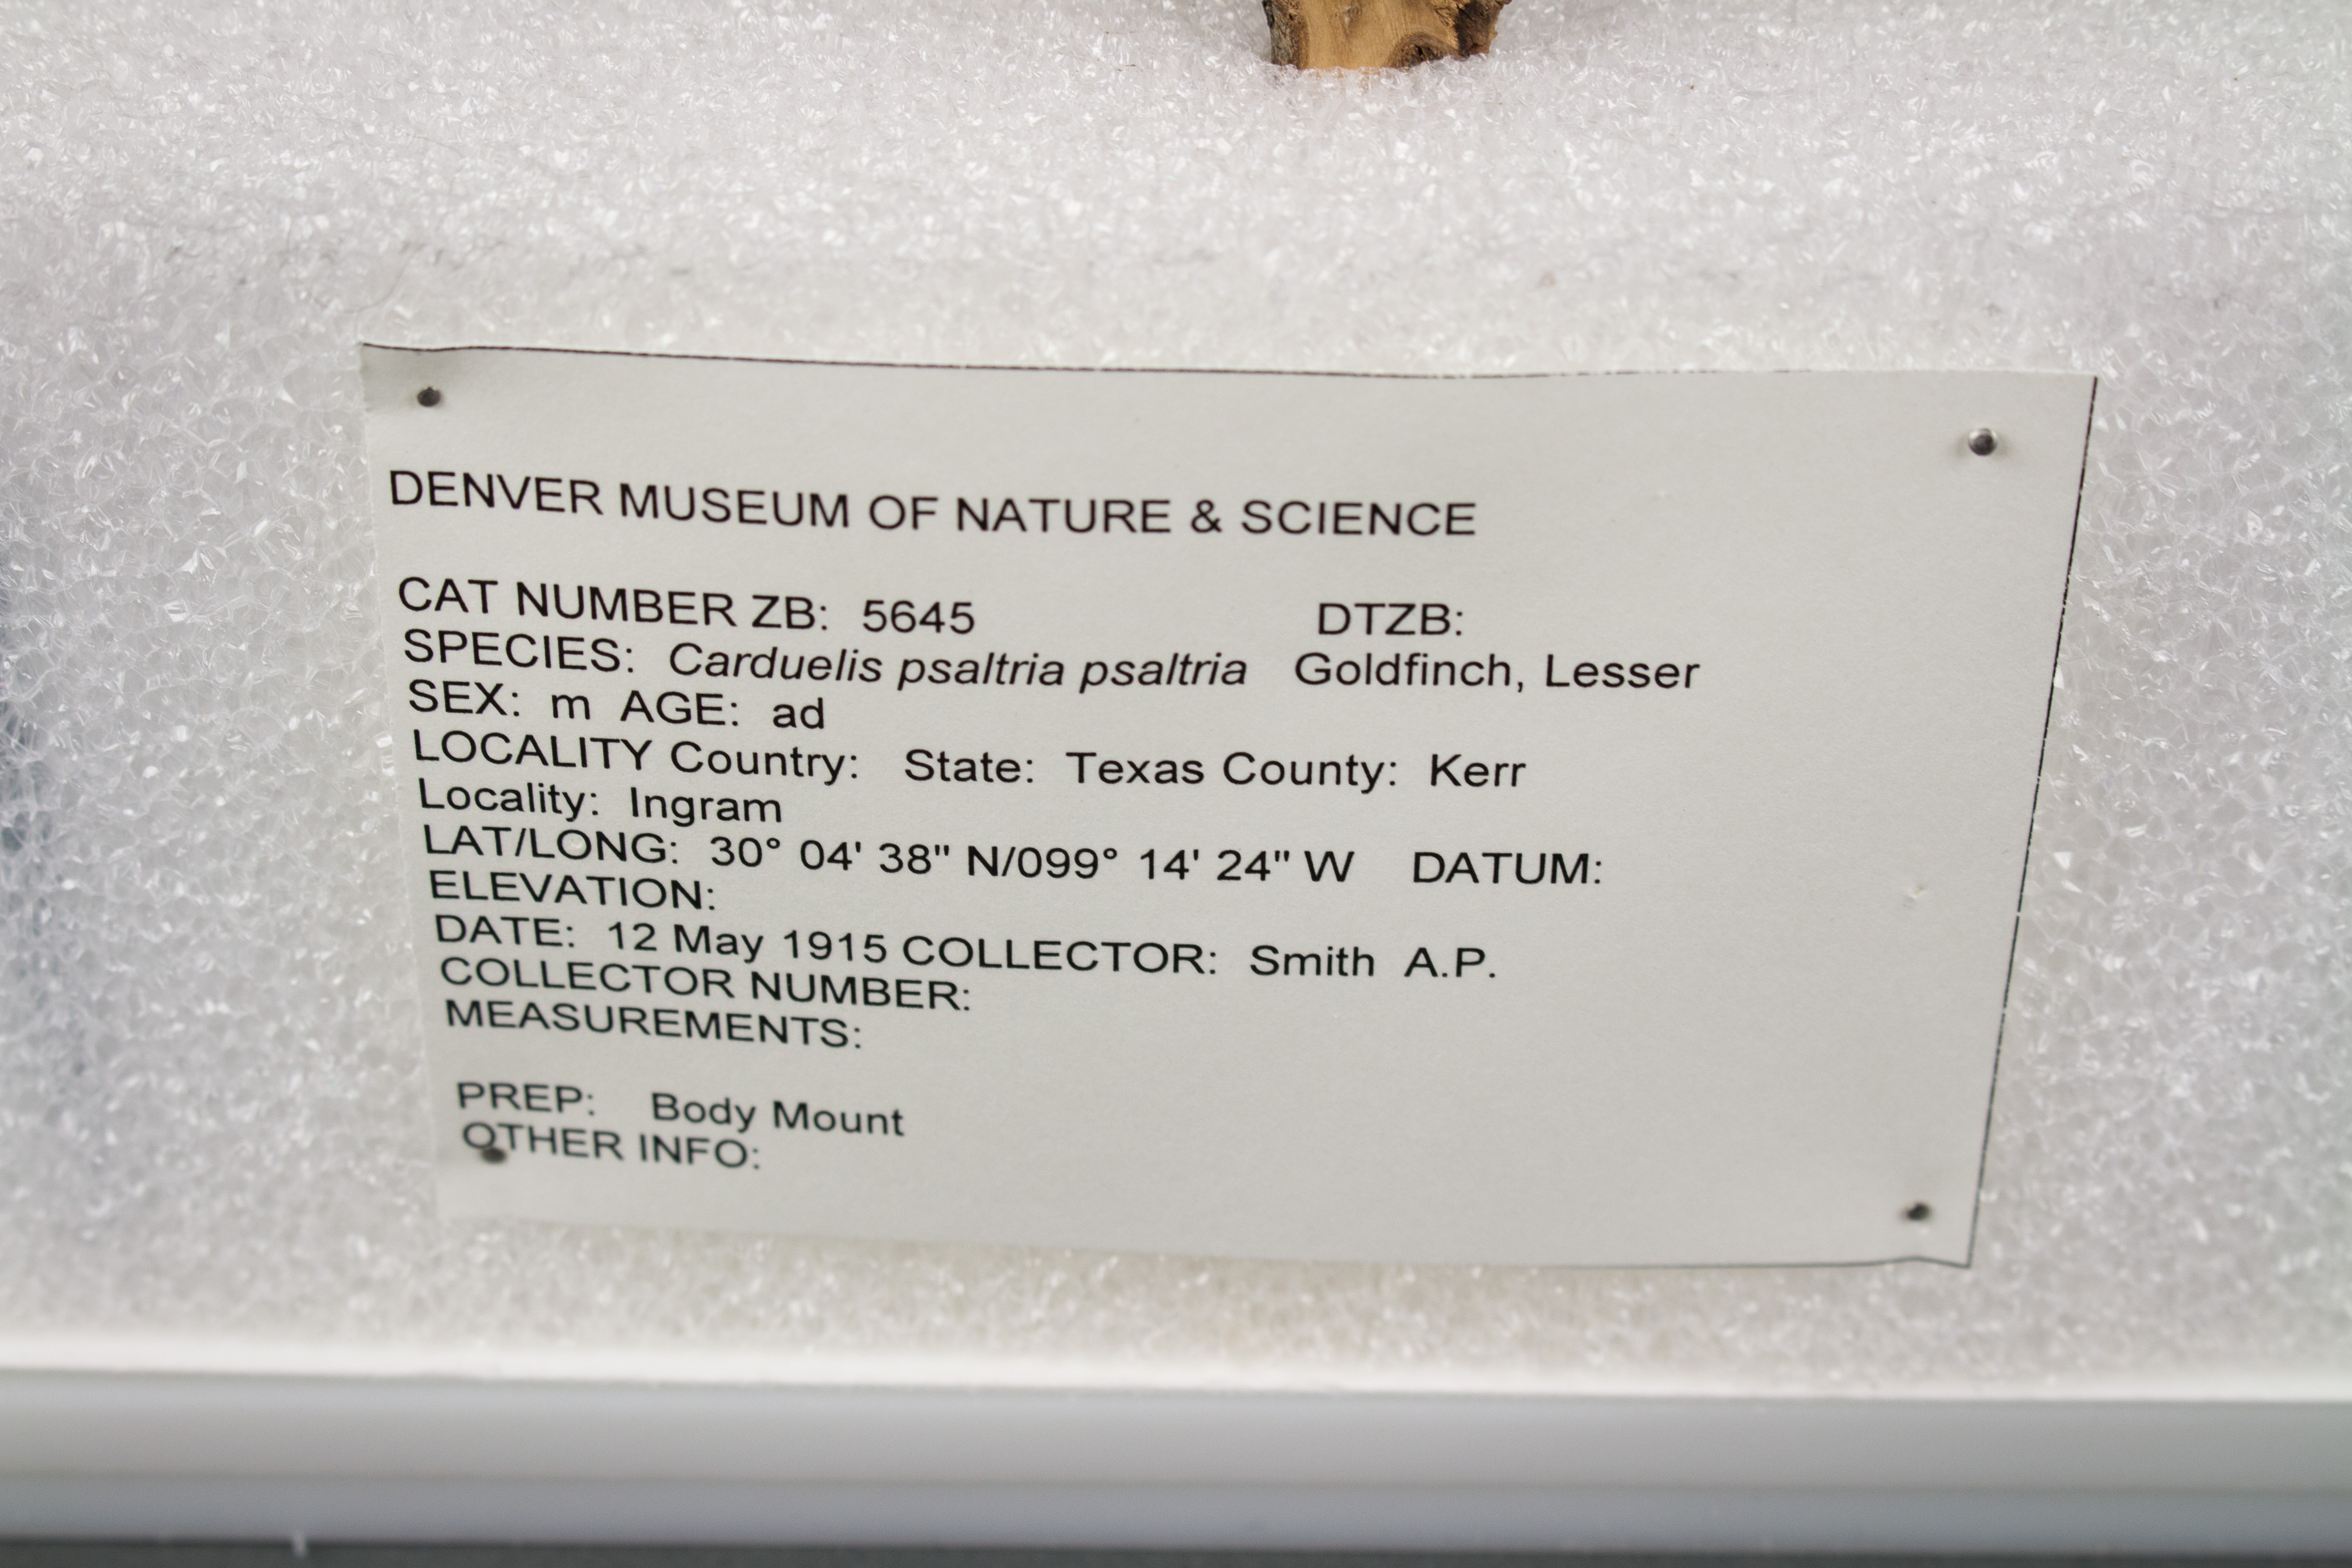 DENVER MUSEUM OF NATURE & SCIENCE
CAT NUMBER ZB: 5645 DTZB:
SPECIES: Carduelis psaltria psaltria Goldfinch, Lesser
SEX: m AGE: ad
LOCALITY Country: State: Texas County: Kerr
Locality: Ingram
LAT/LONG: 30° 04' 38" N/099° 14' 24" W DATUM:
ELEVATION:
DATE: 12 May 1915 COLLECTOR: Smith A.P.
COLLECTOR NUMBER:
MEASUREMENTS:
PREP: Body Mount
OTHER INFO: